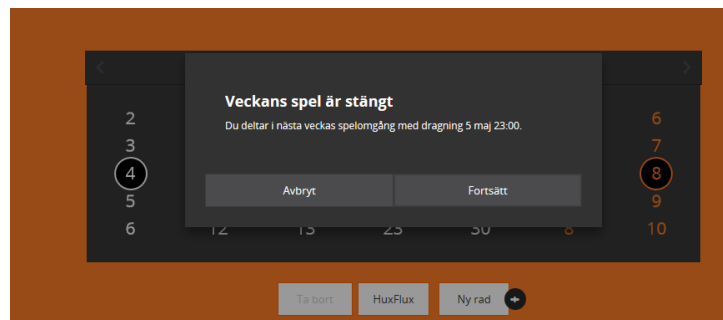 Veckans spel är stängt
Du deltar i nästa veckas spelomgång med dragning 5 maj 23:00.
2 6
3 7
4 8
5 9
Avbryt Fortsätt
6 12 13 23 30 8 10
Ta bort HuxFlux Ny rad